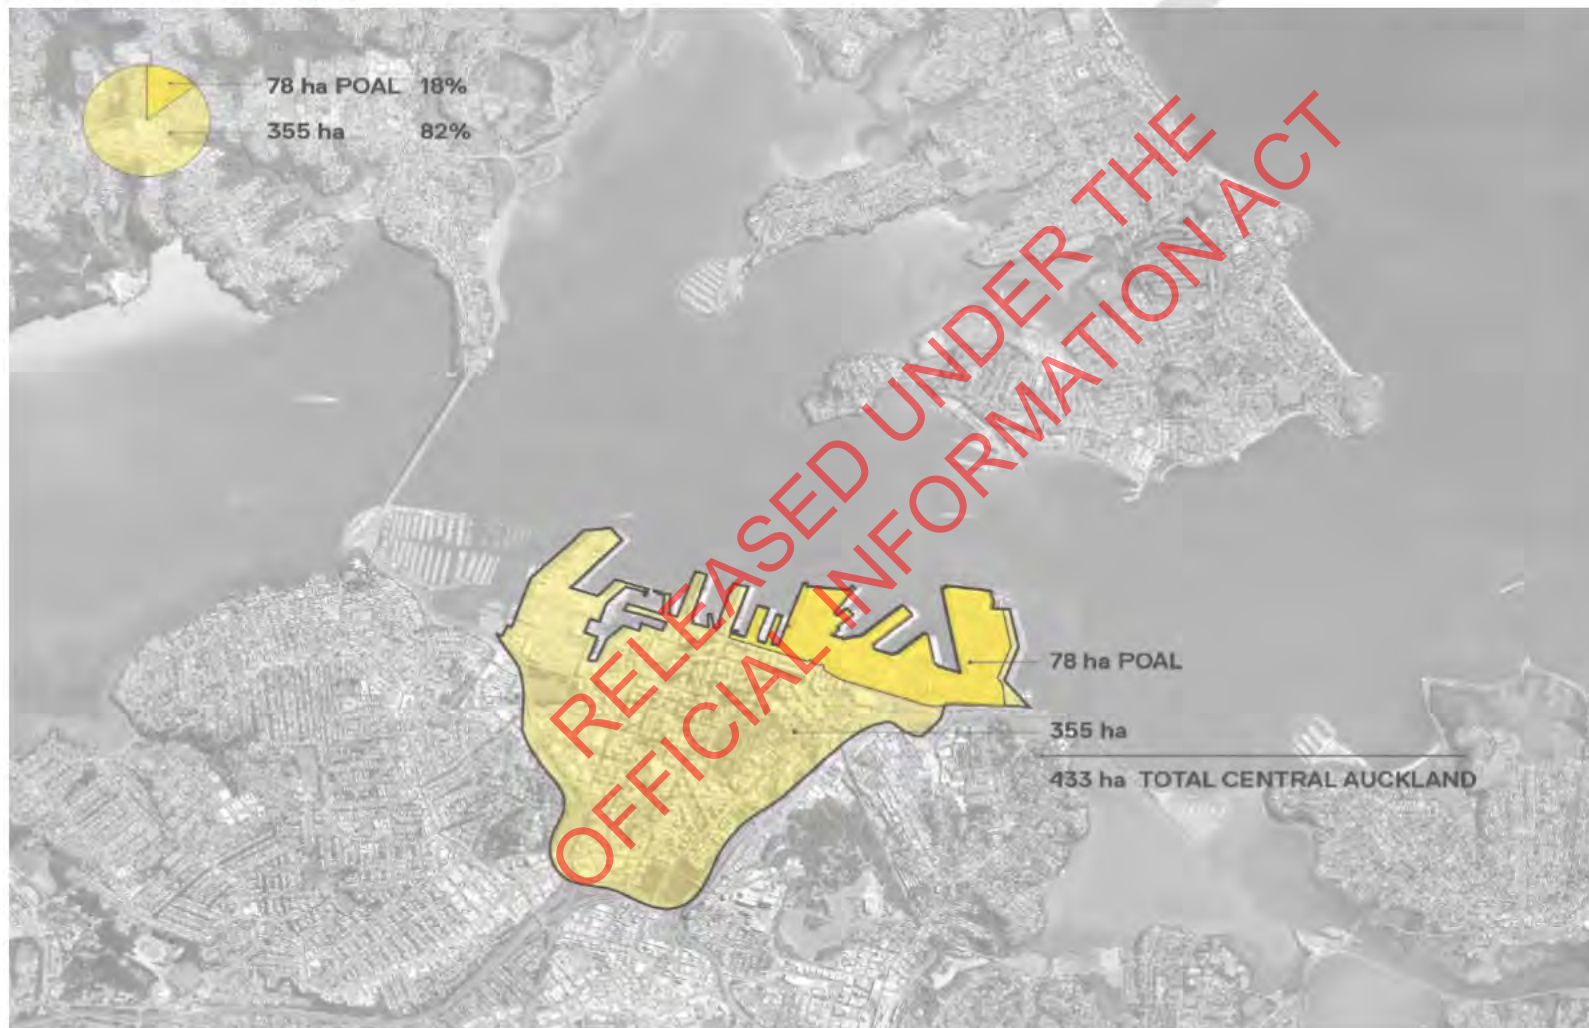 78 ha POAL 18%
355 ha 82%
RELEASED UNDER THE
OFFICIAL INFORMATION ACT
78 ha POAL
355 ha
433 ha TOTAL CENTRAL AUCKLAND